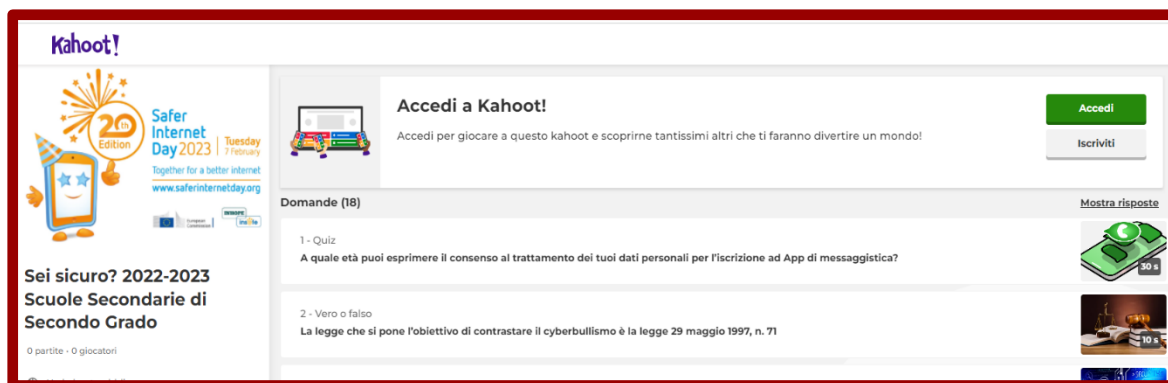 Kahoot!
20th
Edition
Safer
Internet
Day 2023
Tuesday
7 February
Together for a better internet
www.saferinternetday.org
European
Commission
Sei sicuro? 2022-2023
Scuole Secondarie di
Secondo Grado
0 partite - 0 giocatori
Accedi a Kahoot!
Accedi per giocare a questo kahoot e scoprirne tantissimi altri che ti faranno divertire un mondo!
Accedi
Iscriviti
Domande (18)
Mostra risposte
1 - Quiz
A quale età puoi esprimere il consenso al trattamento dei tuoi dati personali per l'iscrizione ad App di messaggistica?
30 s
2 - Vero o falso
La legge che si pone l'obiettivo di contrastare il cyberbullismo è la legge 29 maggio 1997, n. 71
10 s